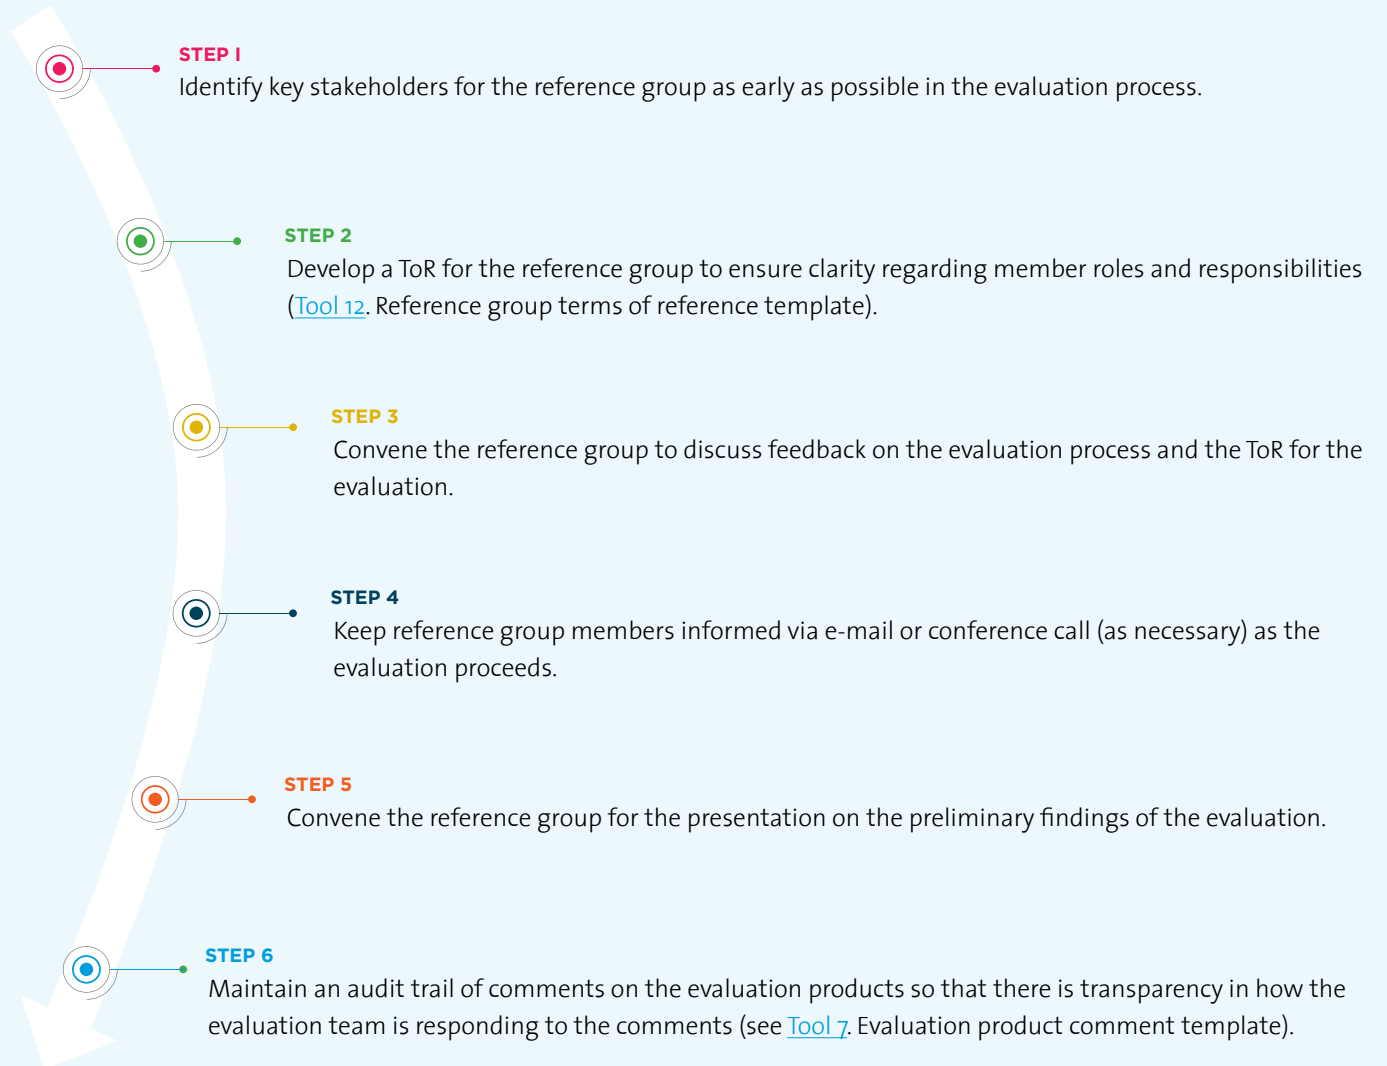 STEP 1
Identify key stakeholders for the reference group as early as possible in the evaluation process.
STEP 2
Develop a ToR for the reference group to ensure clarity regarding member roles and responsibilities
(Tool 12. Reference group terms of reference template).
STEP 3
Convene the reference group to discuss feedback on the evaluation process and the ToR for the
evaluation.
STEP 4
Keep reference group members informed via e-mail or conference call (as necessary) as the
evaluation proceeds.
STEP 5
Convene the reference group for the presentation on the preliminary findings of the evaluation.
STEP 6
Maintain an audit trail of comments on the evaluation products so that there is transparency in how the
evaluation team is responding to the comments (see Tool 7. Evaluation product comment template).